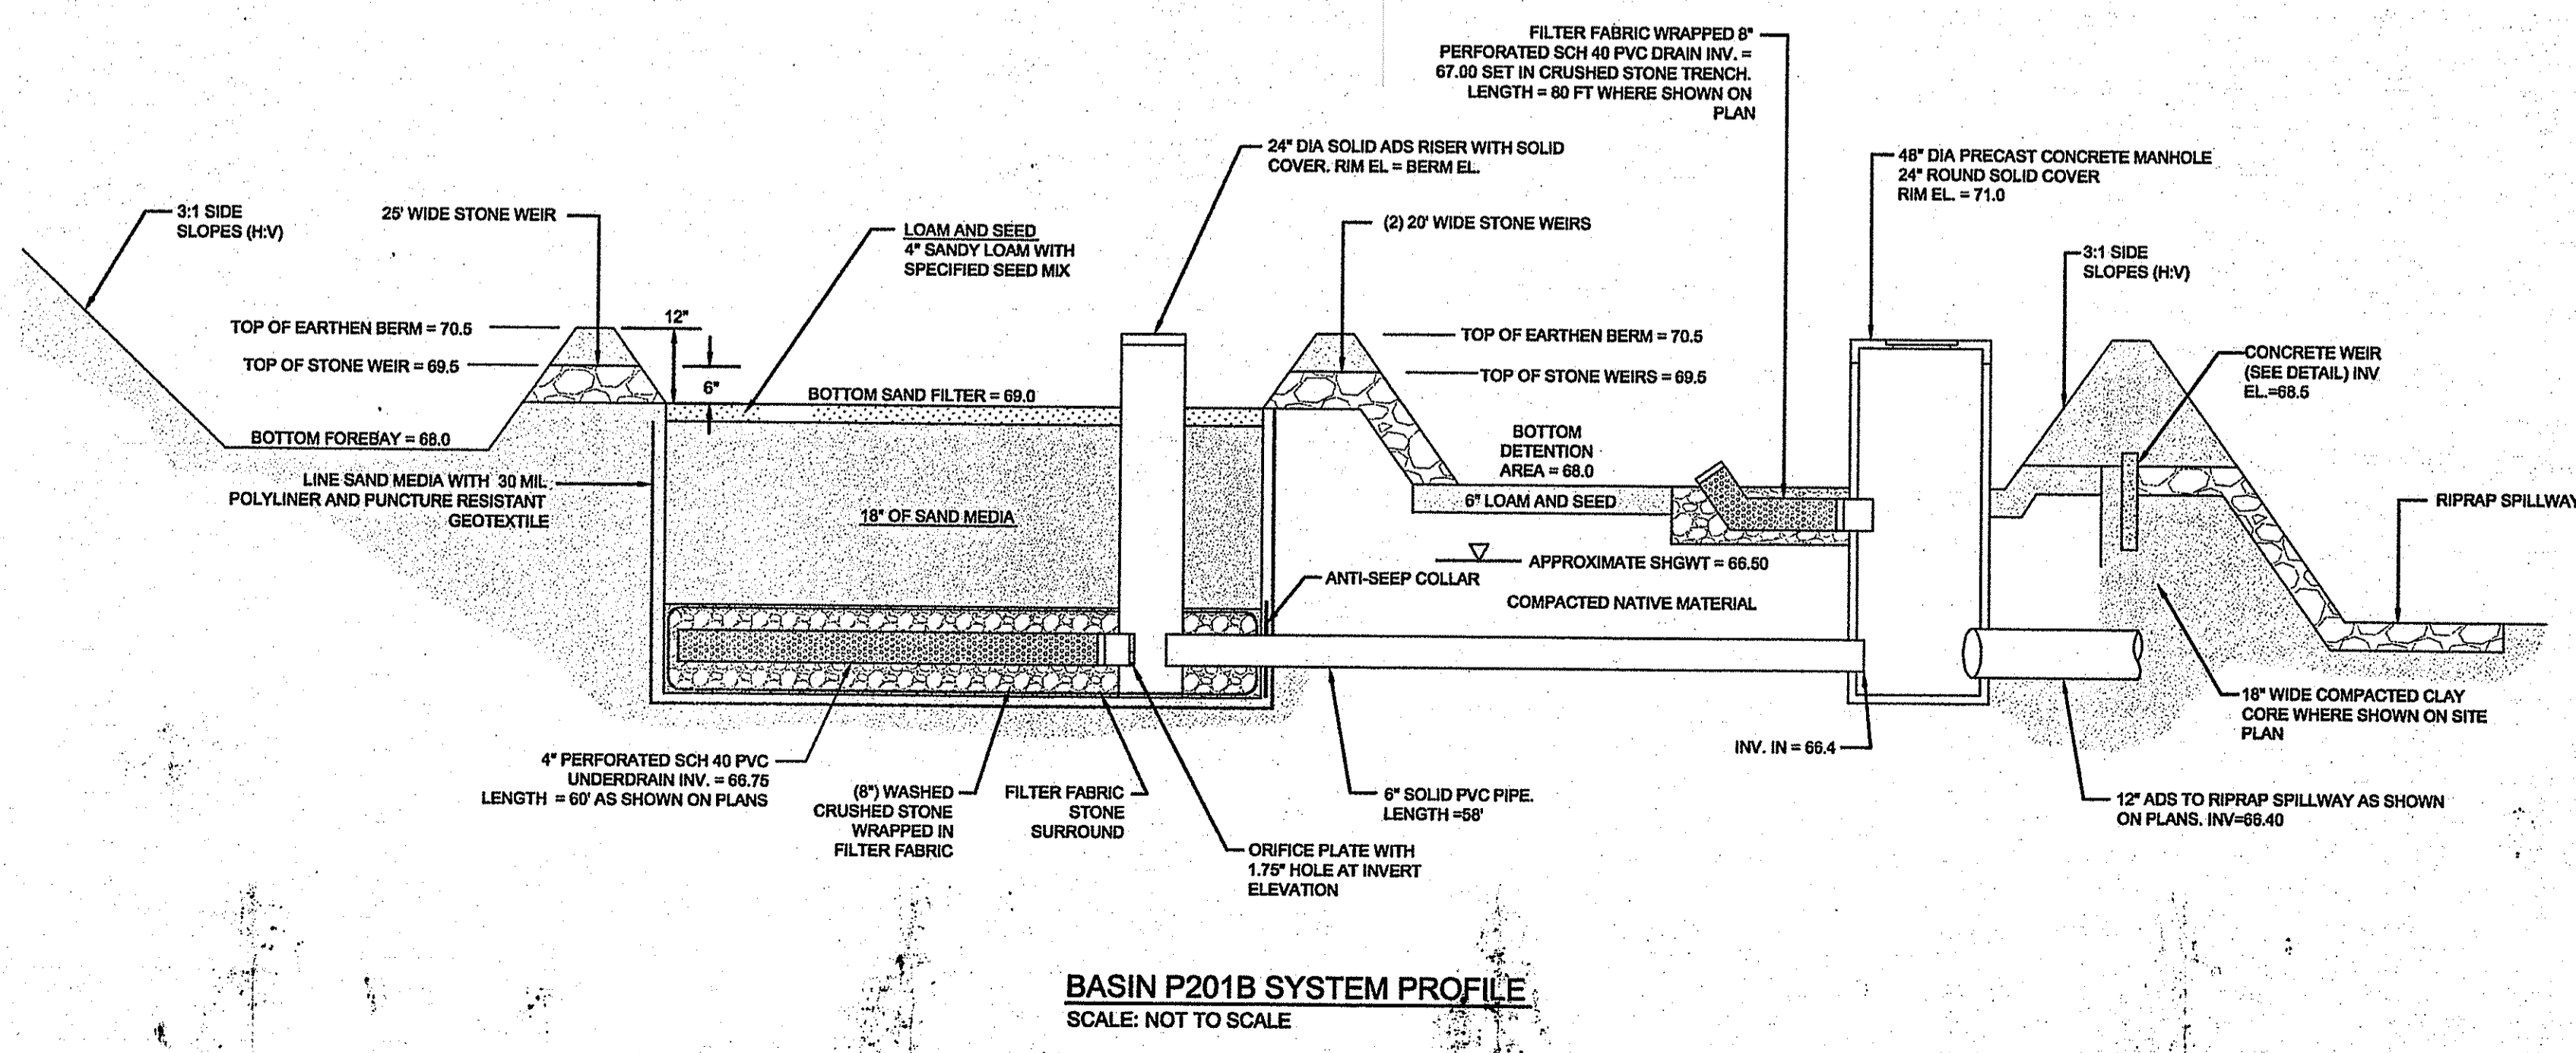 FILTER FABRIC WRAPPED 8"
PERFORATED SCH 40 PVC DRAIN INV. =
67.00 SET IN CRUSHED STONE TRENCH.
LENGTH = 80 FT WHERE SHOWN ON
PLAN
24" DIA SOLID ADS RISER WITH SOLID
COVER. RIM EL = BERM EL.
48" DIA PRECAST CONCRETE MANHOLE
24" ROUND SOLID COVER
RIM EL. = 71.0
3:1 SIDE
SLOPES (H:V)
25' WIDE STONE WEIR
LOAM AND SEED
4" SANDY LOAM WITH
SPECIFIED SEED MIX
(2) 20' WIDE STONE WEIRS
3:1 SIDE
SLOPES (H:V)
TOP OF EARTHEN BERM = 70.5
12"
TOP OF STONE WEIR = 69.5
6"
BOTTOM SAND FILTER = 69.0
TOP OF EARTHEN BERM = 70.5
TOP OF STONE WEIRS = 69.5
CONCRETE WEIR
(SEE DETAIL) INV
EL.=68.5
BOTTOM FOREBAY = 68.0
BOTTOM
DETENTION
AREA = 68.0
LINE SAND MEDIA WITH 30 MIL
POLYLINER AND PUNCTURE RESISTANT
GEOTEXTILE
18" OF SAND MEDIA
6" LOAM AND SEED
RIPRAP SPILLWAY
APPROXIMATE SHGWT = 66.50
ANTI-SEEP COLLAR
COMPACTED NATIVE MATERIAL
18" WIDE COMPACTED CLAY
CORE WHERE SHOWN ON SITE
PLAN
INV. IN = 66.4
4" PERFORATED SCH 40 PVC
UNDERDRAIN INV. = 66.75
LENGTH = 60' AS SHOWN ON PLANS
(8") WASHED
CRUSHED STONE
WRAPPED IN
FILTER FABRIC
FILTER FABRIC
STONE
SURROUND
6" SOLID PVC PIPE.
LENGTH =58'
12" ADS TO RIPRAP SPILLWAY AS SHOWN
ON PLANS. INV=66.40
ORIFICE PLATE WITH
1.75" HOLE AT INVERT
ELEVATION
BASIN P201B SYSTEM PROFILE
SCALE: NOT TO SCALE